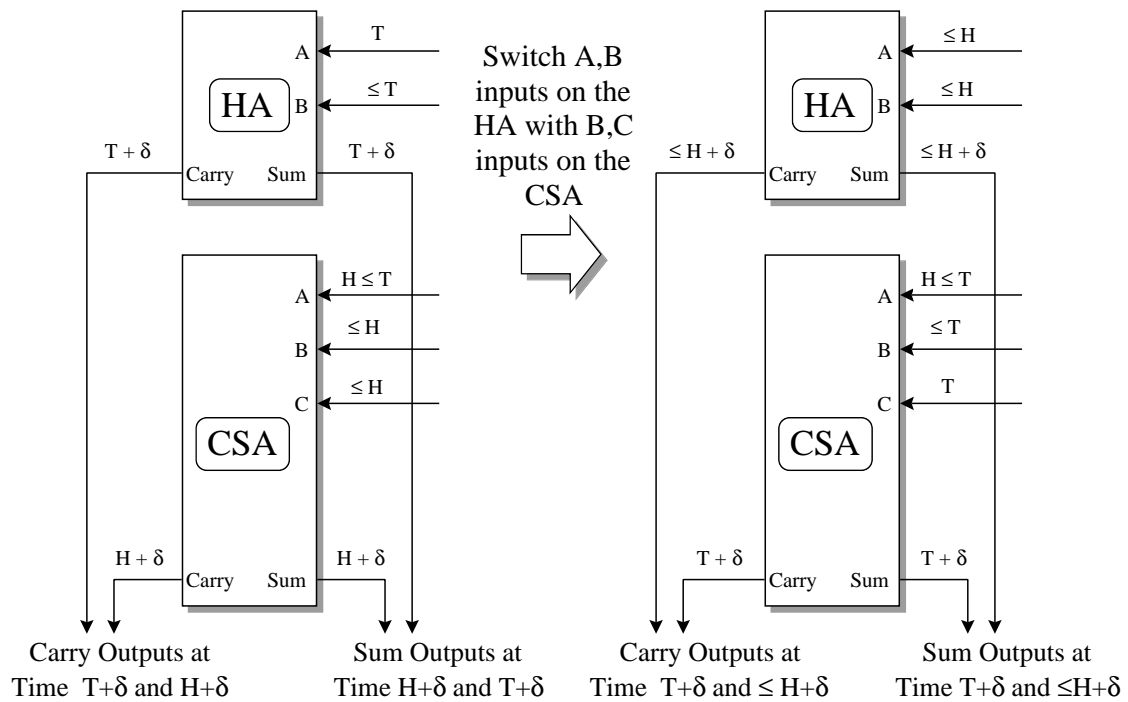 T
A
≤ T
HA
B
T + δ
T + δ
Carry
Sum
H ≤ T
A
≤ H
B
≤ H
C
CSA
H + δ
H + δ
Carry
Sum
Carry Outputs at
Time T+δ and H+δ
Sum Outputs at
Time H+δ and T+δ
Switch A,B
inputs on the
HA with B,C
inputs on the
CSA
≤ H
A
≤ H
HA
B
≤ H + δ
≤ H + δ
Carry
Sum
H ≤ T
A
≤ T
B
T
C
CSA
T + δ
T + δ
Carry
Sum
Carry Outputs at
Time T+δ and ≤ H+δ
Sum Outputs at
Time T+δ and ≤H+δ